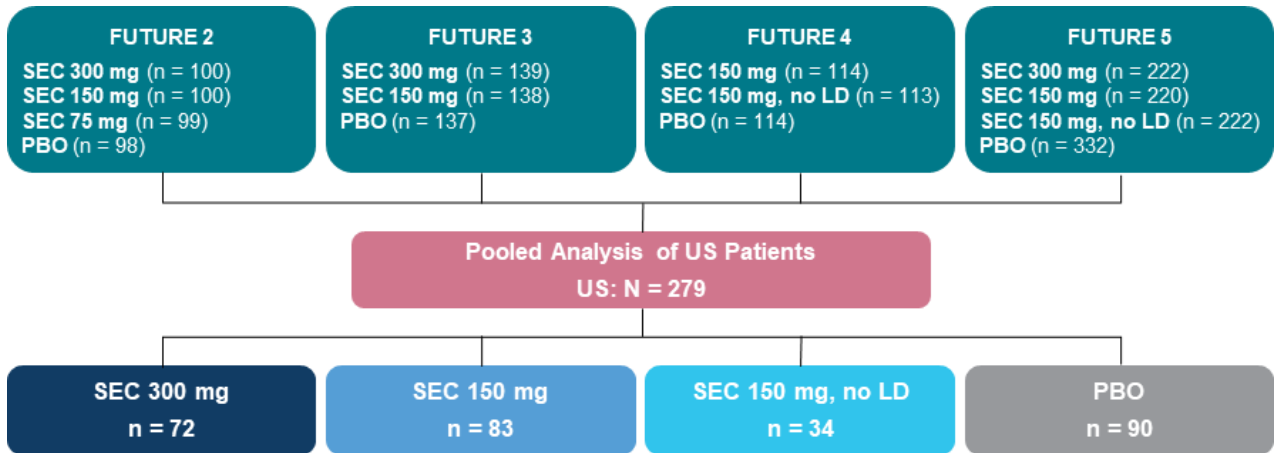 FUTURE 2
SEC 300 mg (n = 100)
SEC 150 mg (n = 100)
SEC 75 mg (n = 99)
PBO (n = 98)
FUTURE 3
SEC 300 mg (n = 139)
SEC 150 mg (n = 138)
PBO (n = 137)
FUTURE 4
SEC 150 mg (n = 114)
SEC 150 mg, no LD (n = 113)
PBO (n = 114)
FUTURE 5
SEC 300 mg (n = 222)
SEC 150 mg (n = 220)
SEC 150 mg, no LD (n = 222)
PBO (n = 332)
Pooled Analysis of US Patients
US: N = 279
SEC 300 mg
n = 72
SEC 150 mg
n = 83
SEC 150 mg, no LD
n = 34
PBO
n = 90